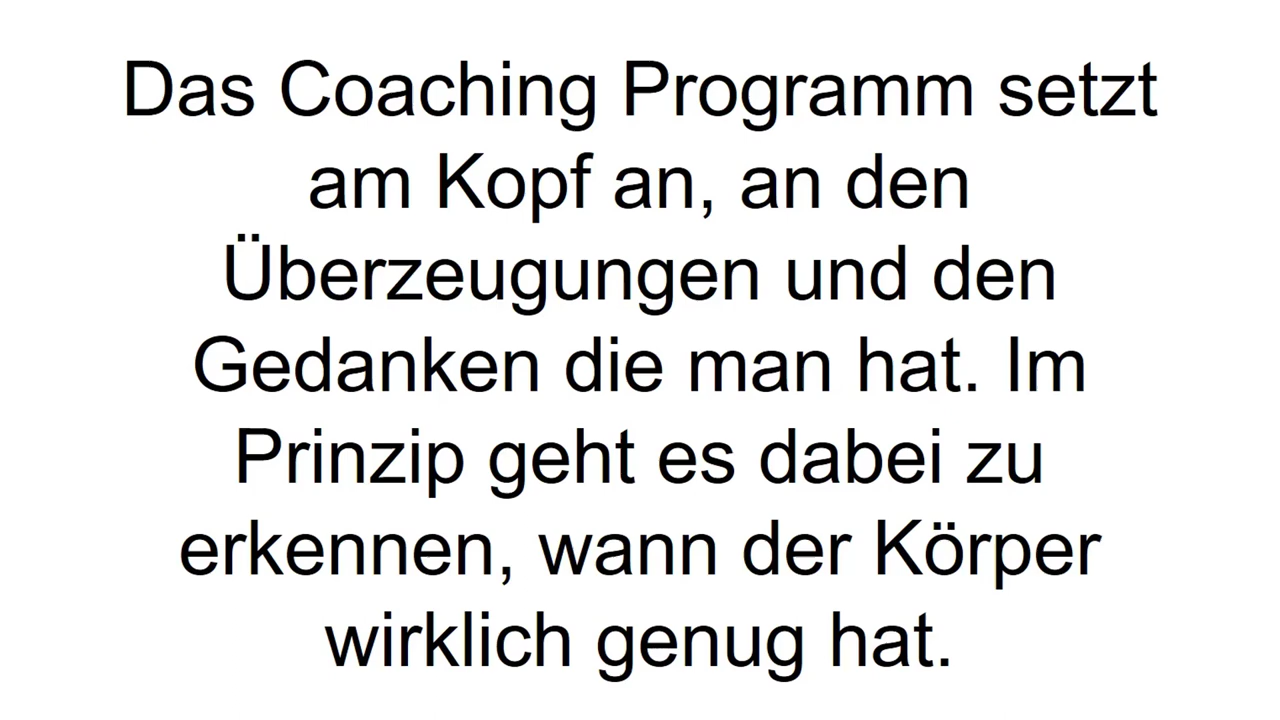 Das Coaching Programm setzt
am Kopf an, an den
Überzeugungen und den
Gedanken die man hat. Im
Prinzip geht es dabei zu
erkennen, wann der Körper
wirklich genug hat.